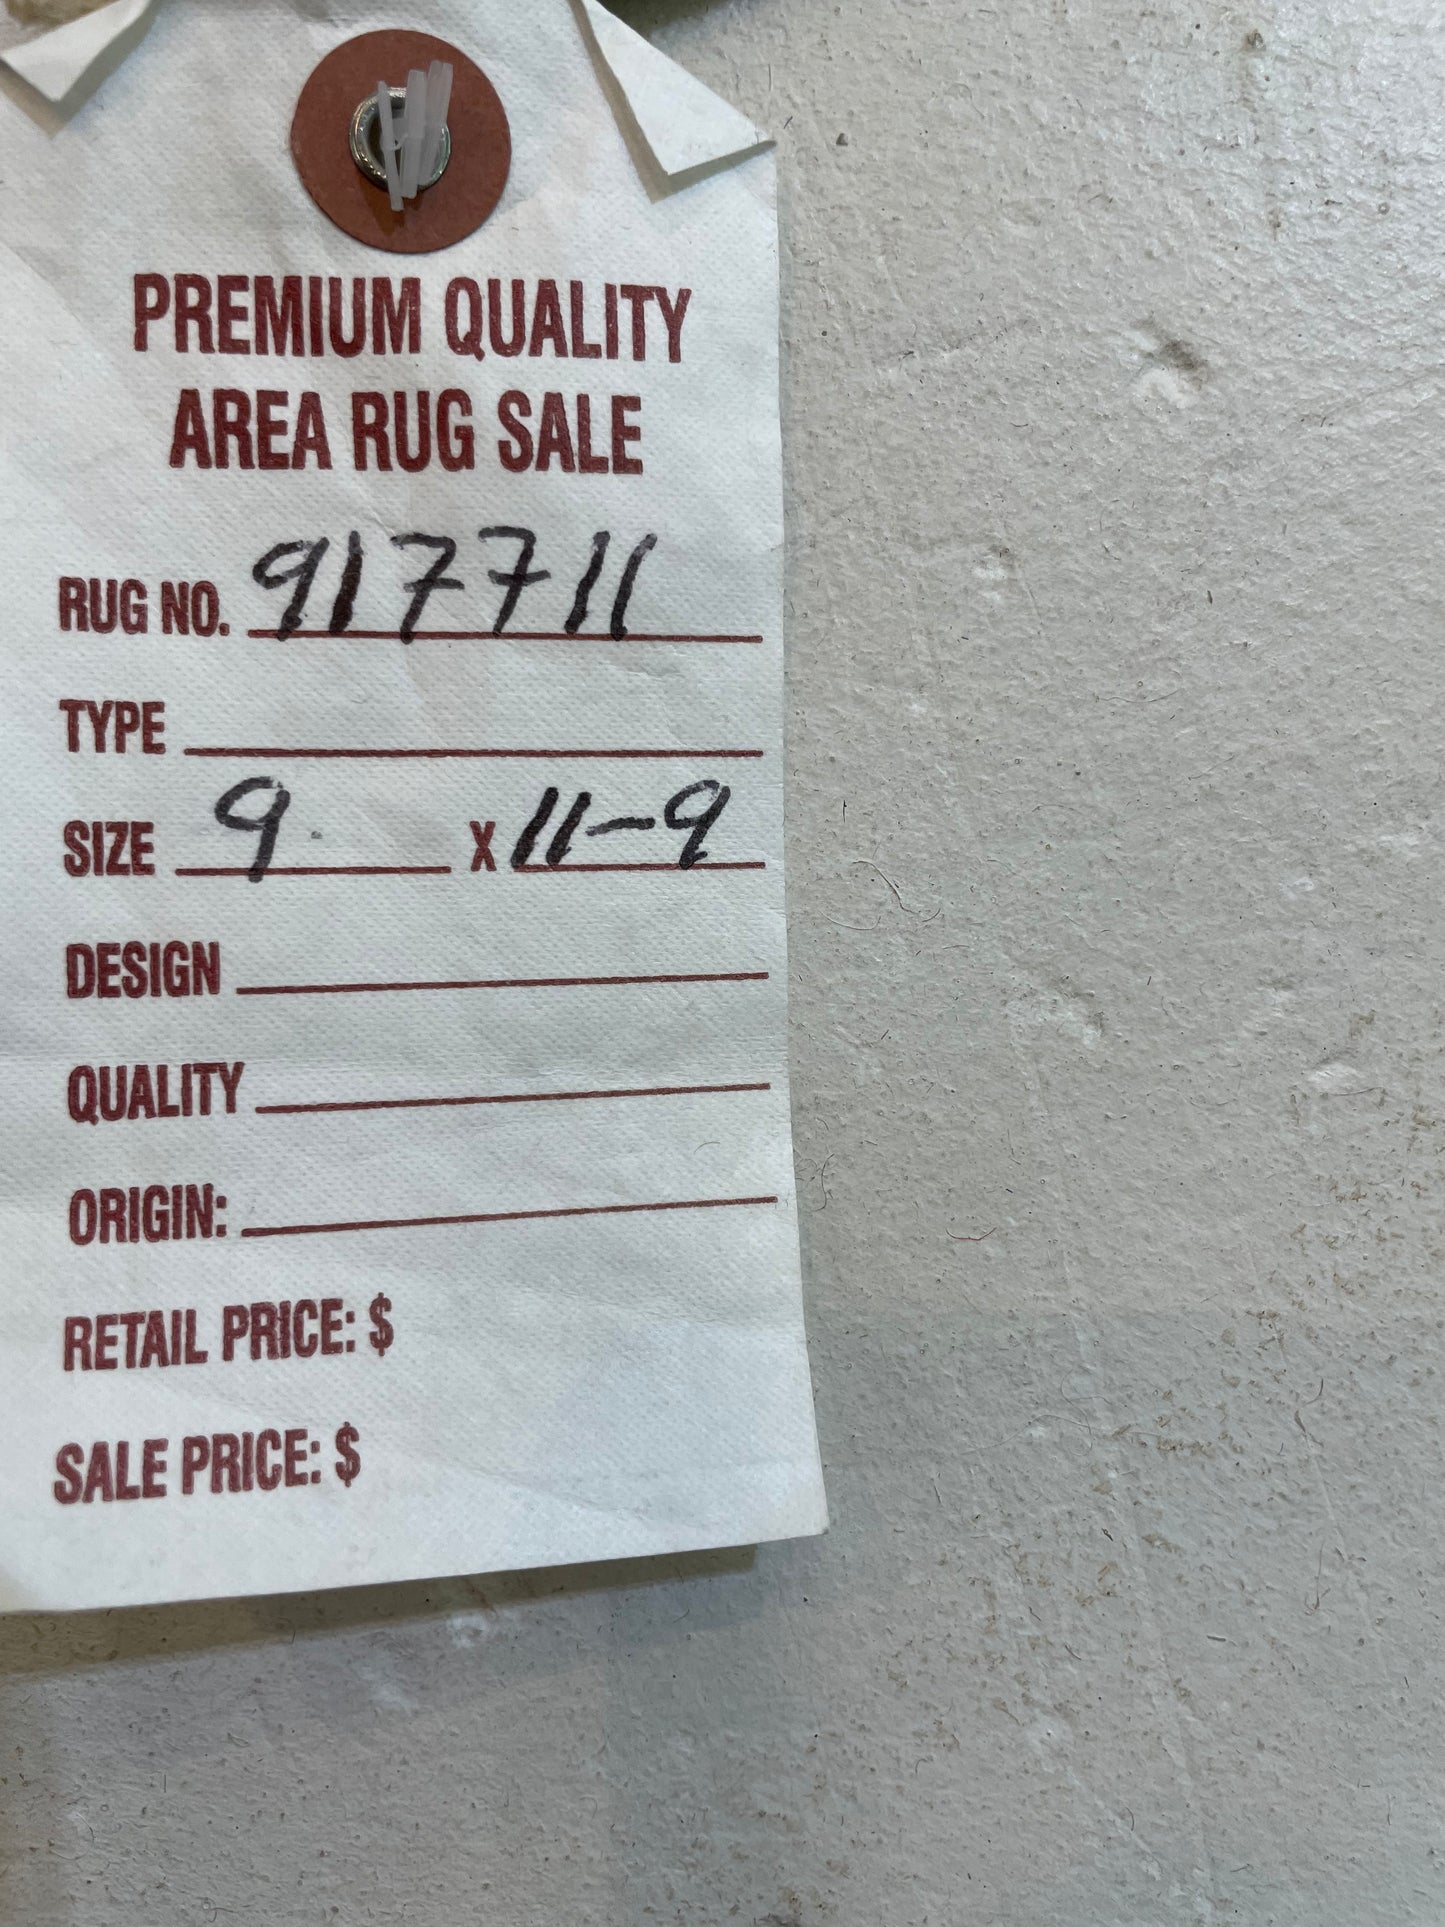 PREMIUM QUALITY
AREA RUG SALE
RUG NO. 917711
TYPE
SIZE 9 x 11-9
DESIGN
QUALITY
ORIGIN:
RETAIL PRICE: $
SALE PRICE: $